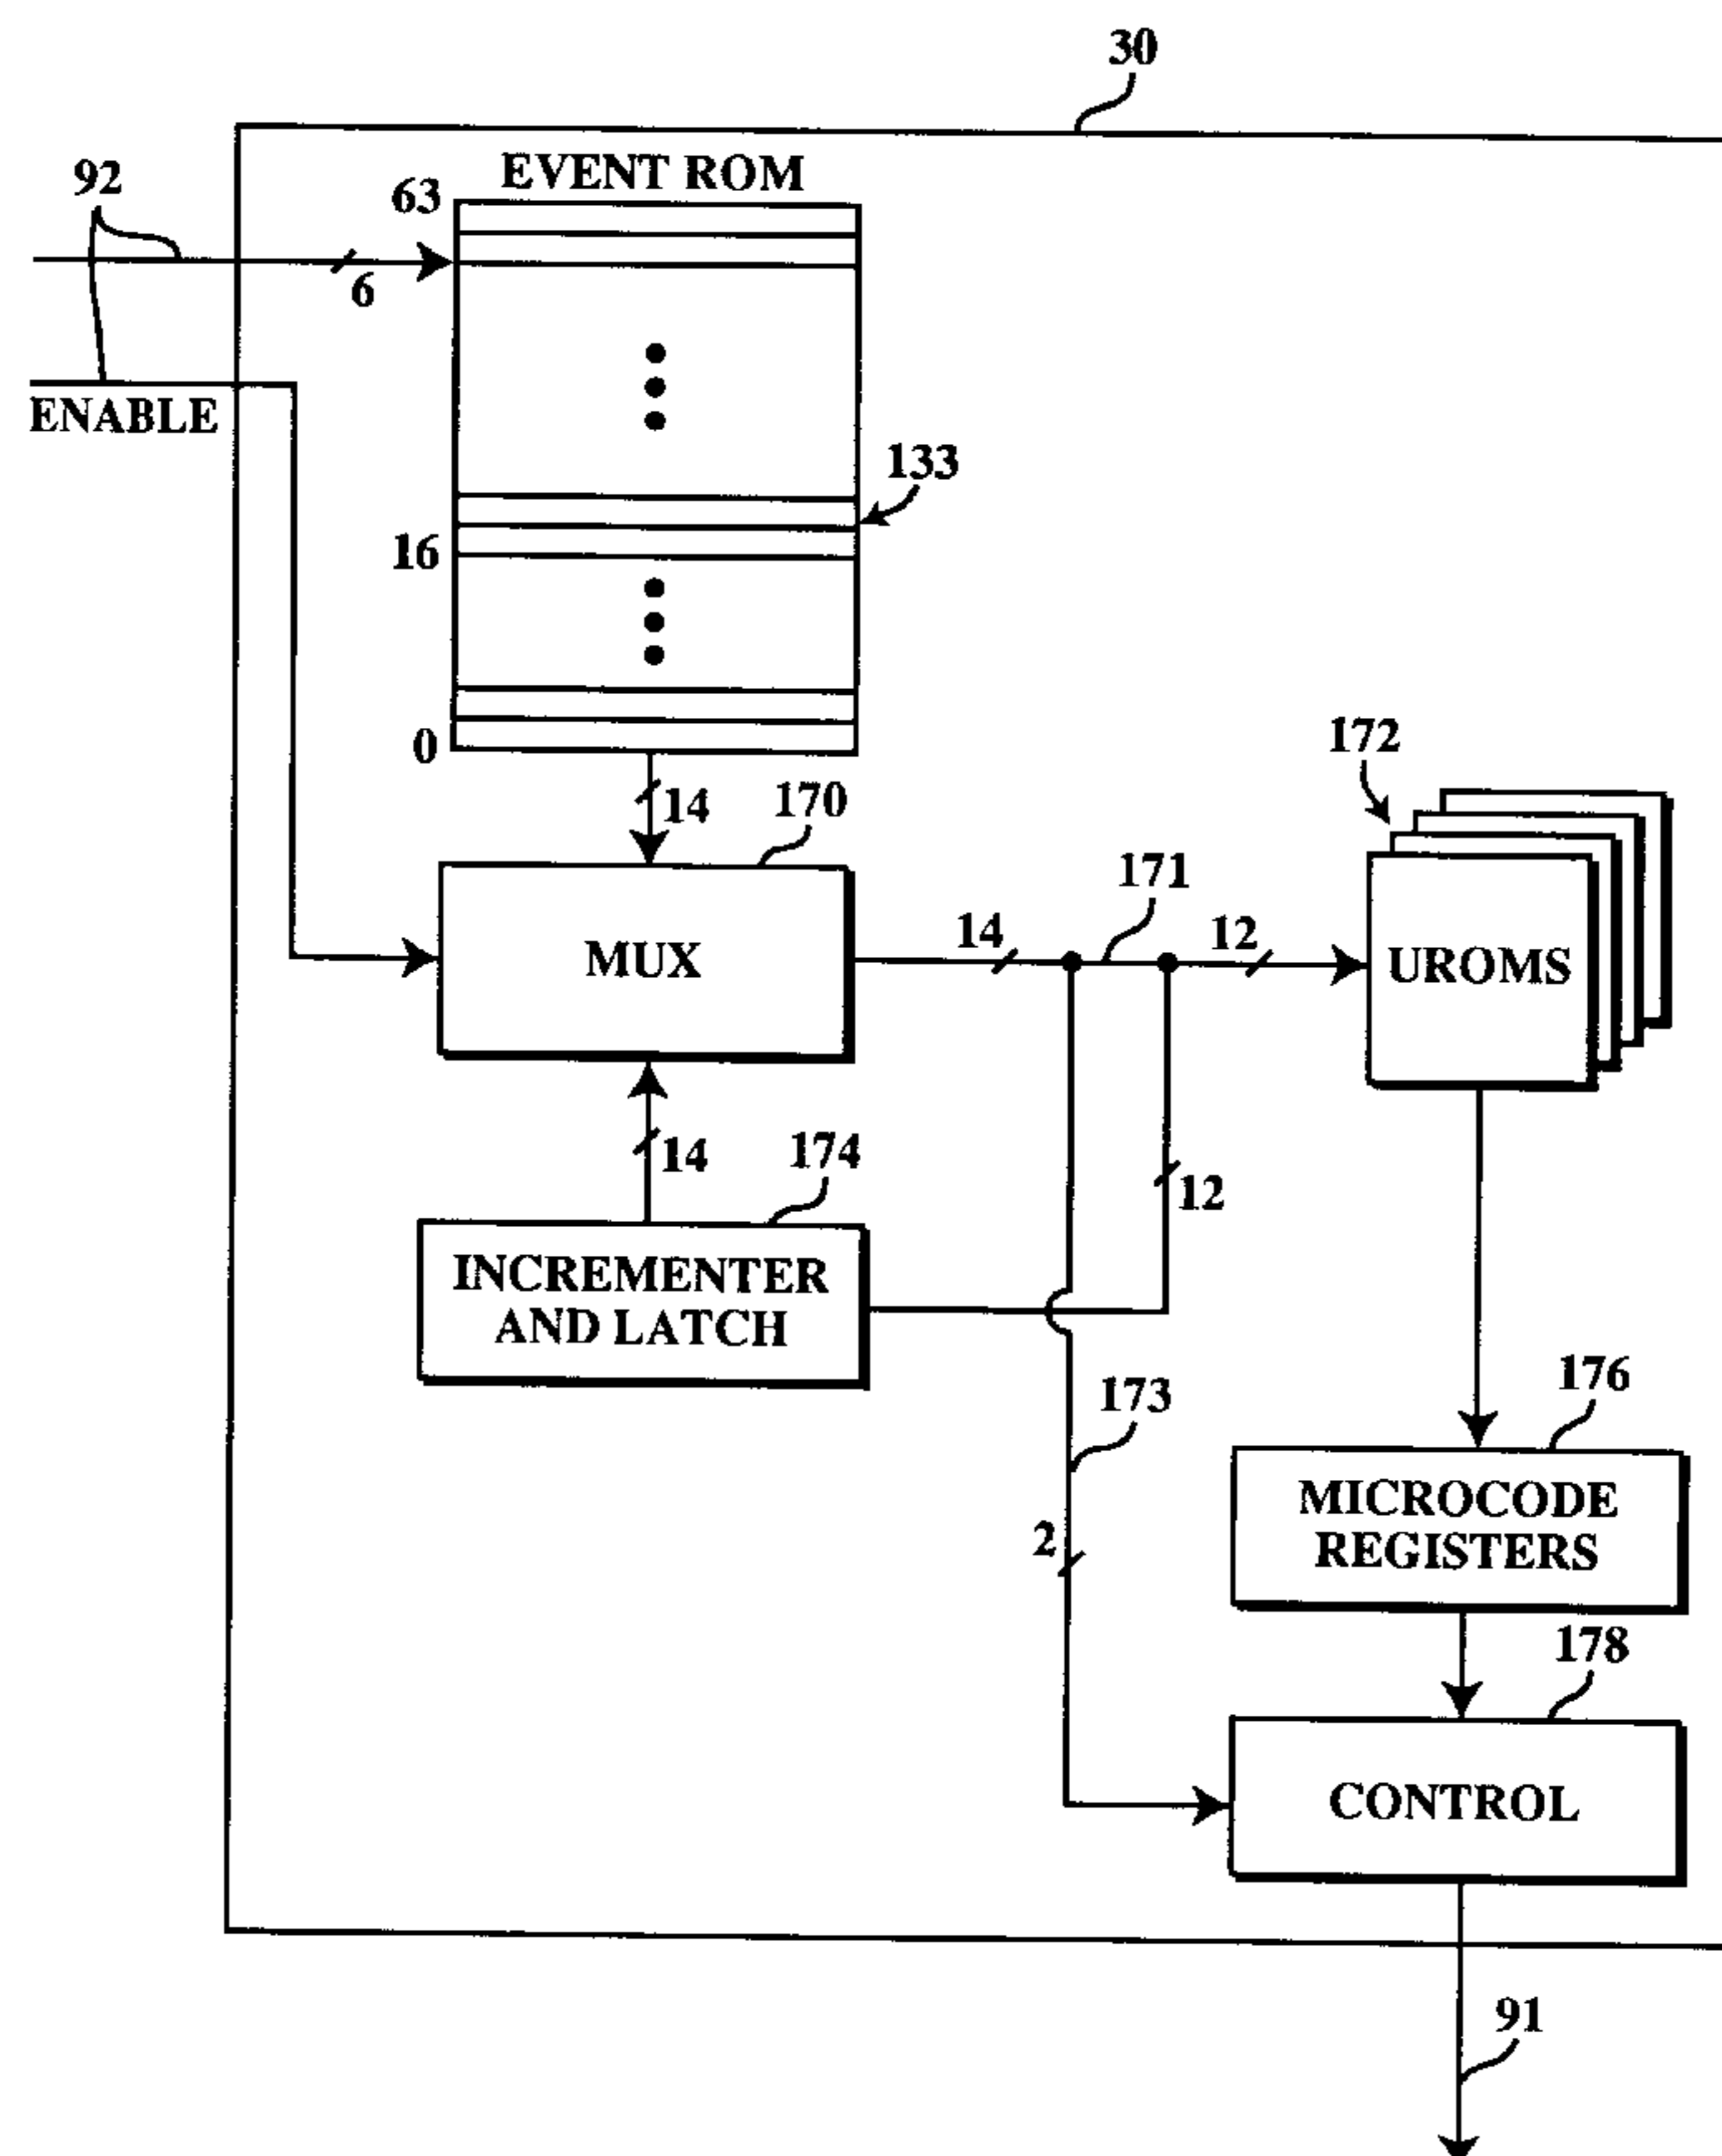 30
EVENT ROM
92
63
6
ENABLE
133
16
0
14
170
172
171
MUX
14
12
UROMS
14
174
12
INCREMENTER
AND LATCH
173
176
2
MICROCODE
REGISTERS
178
CONTROL
91